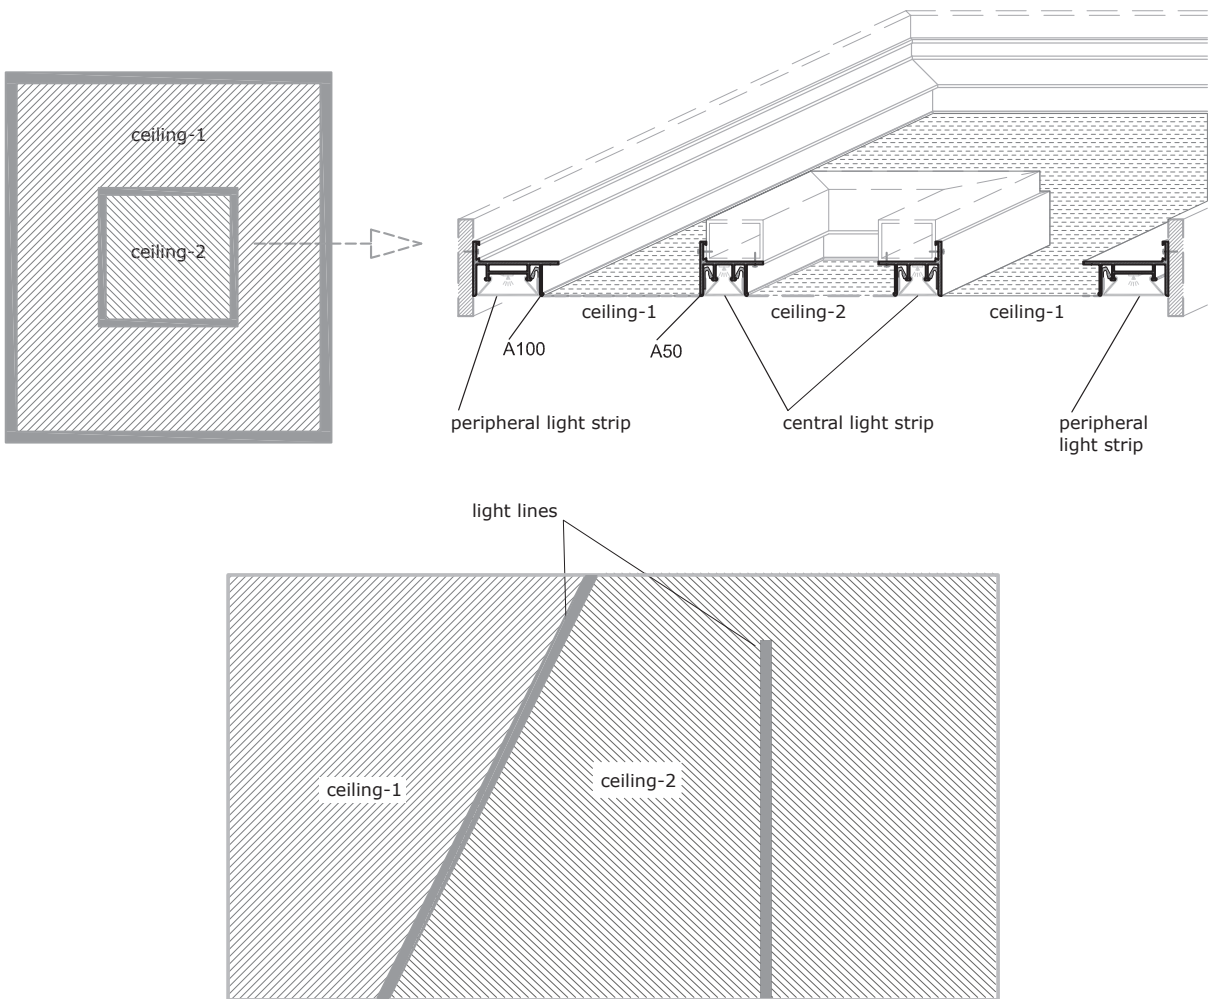 ceiling-1
ceiling-2
ceiling-1
ceiling-2
ceiling-1
A100
A50
peripheral light strip
central light strip
peripheral
light strip
light lines
ceiling-1
ceiling-2